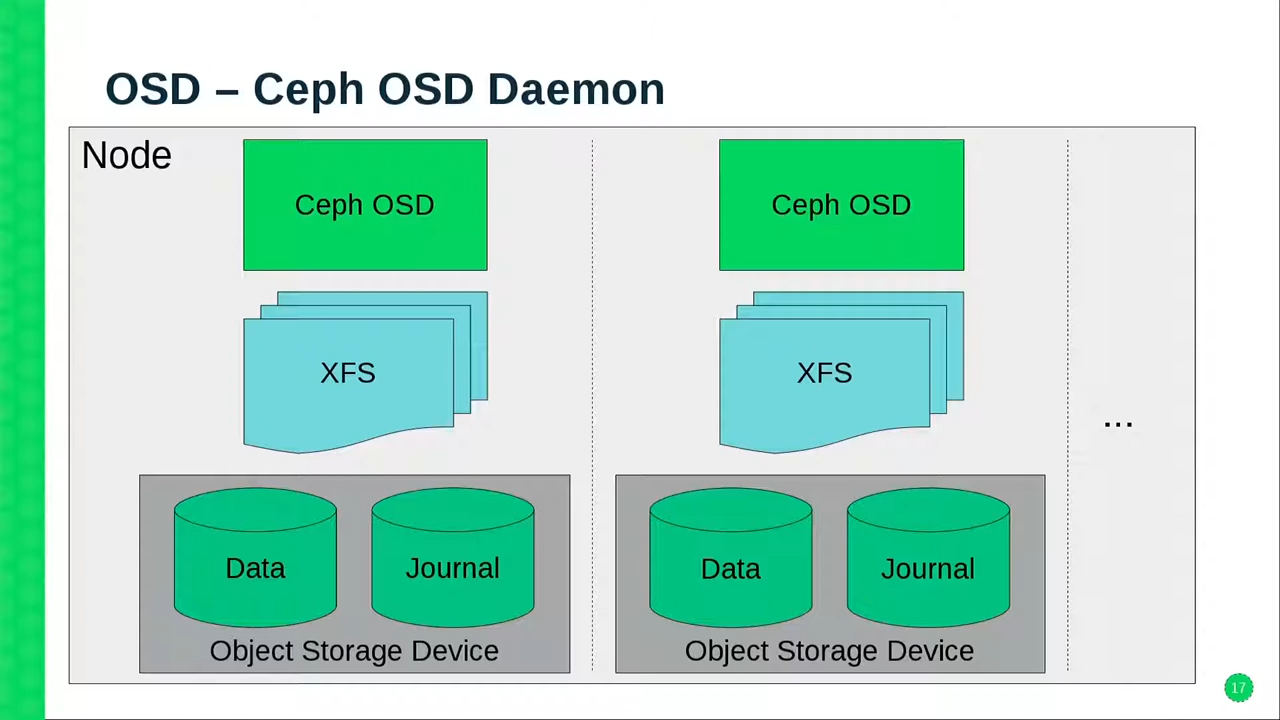 OSD – Ceph OSD Daemon
Node
Ceph OSD
Ceph OSD
XFS
XFS
...
Data
Journal
Data
Journal
Object Storage Device
Object Storage Device
17